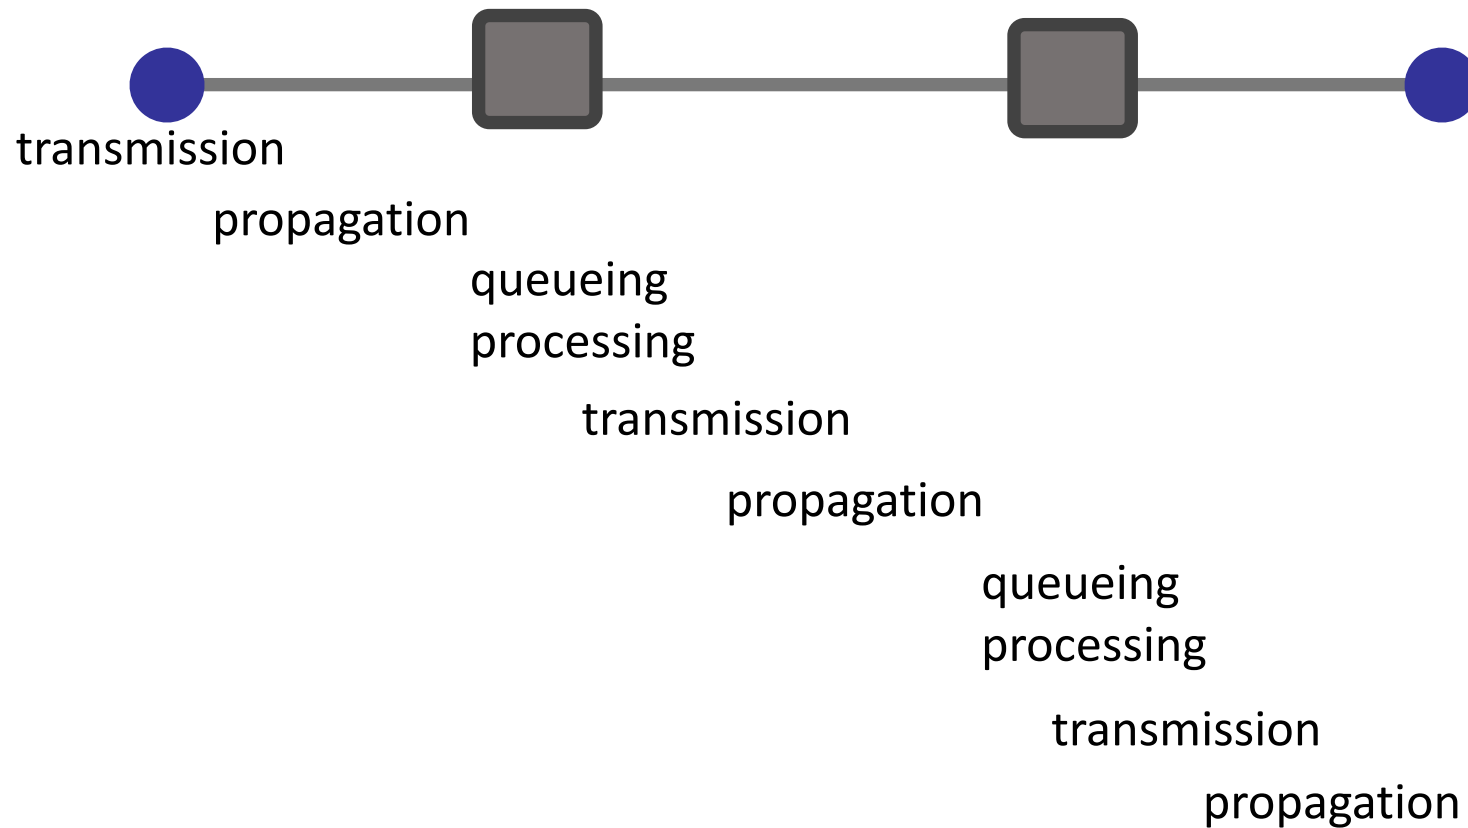 transmission
propagation
queueing
processing
transmission
propagation
queueing
processing
transmission
propagation